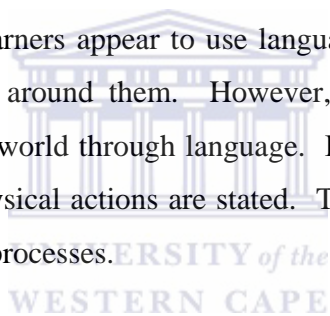 arners appear to use langua
around them. However,
world through language. I
ysical actions are stated. T
processes.
UNIVERSITY of the
WESTERN CAPE